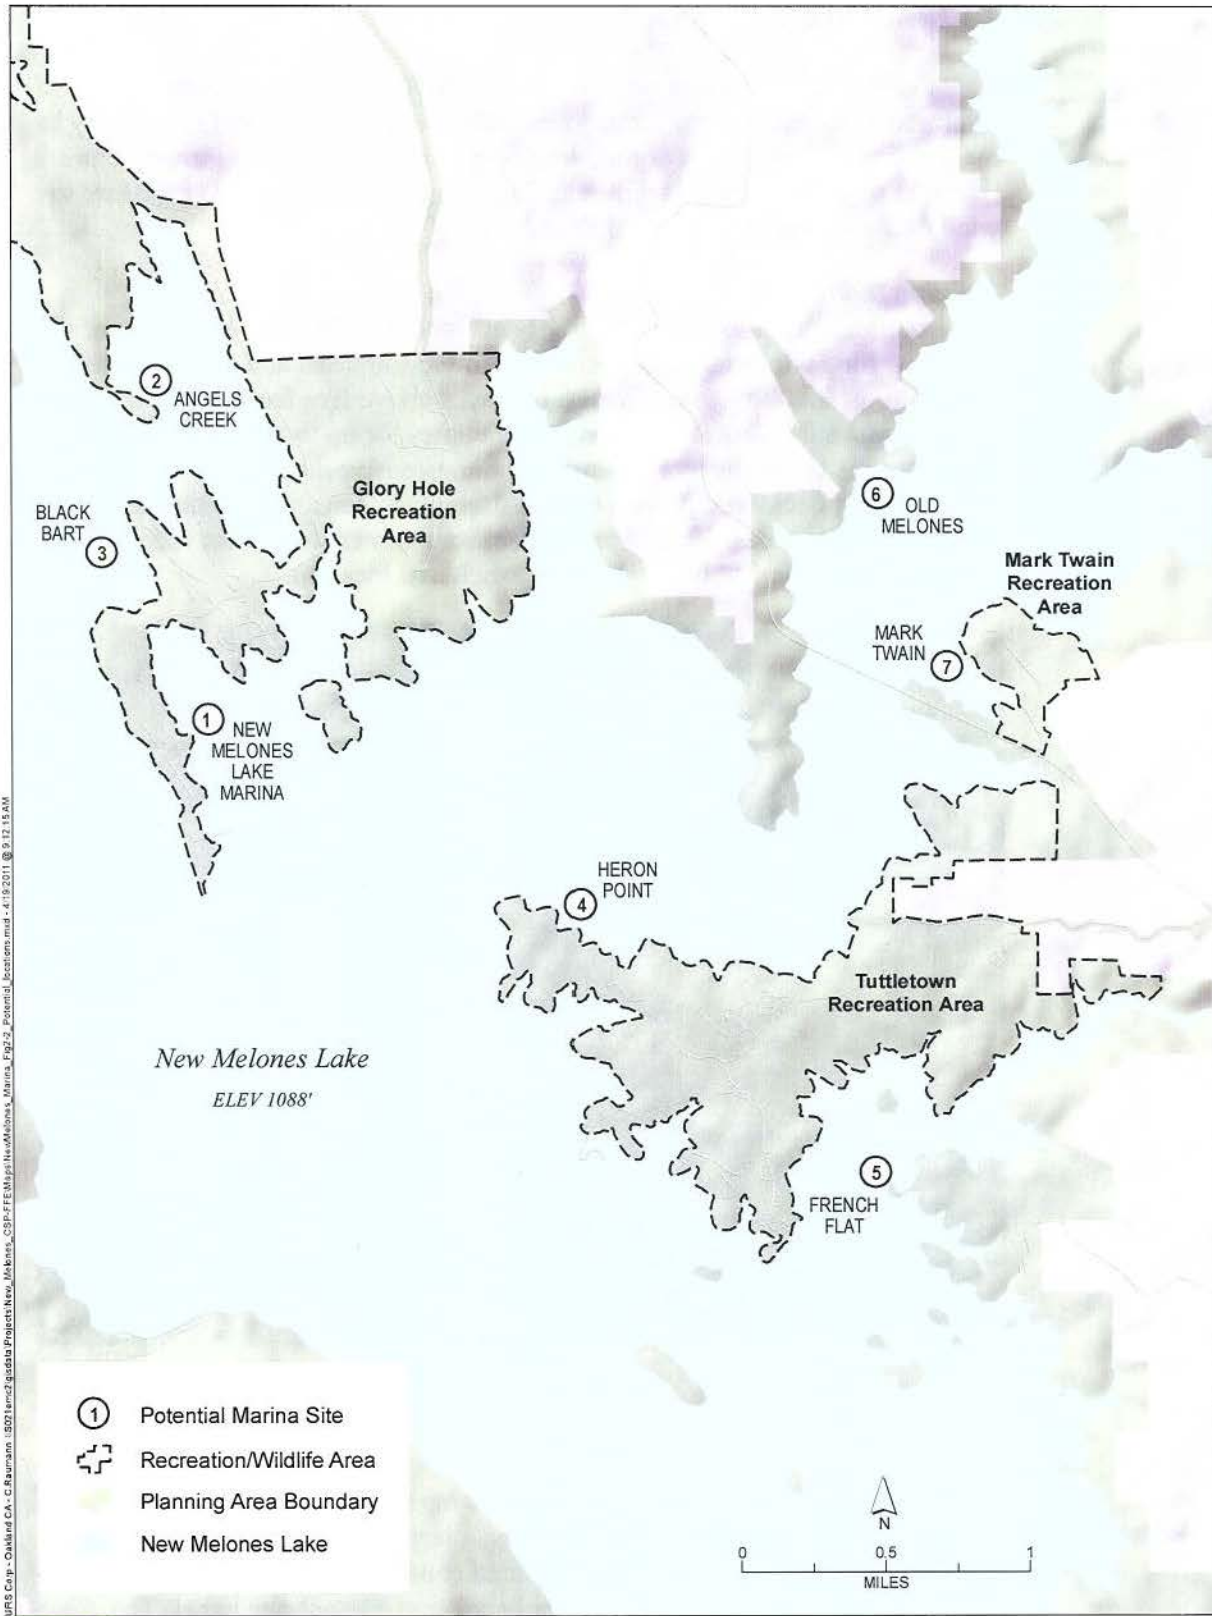 2
ANGELS
CREEK
BLACK
BART
3
Glory Hole
Recreation
Area
6
OLD
MELONES
Mark Twain
Recreation
Area
MARK
TWAIN
7
1
NEW
MELONES
LAKE
MARINA
HERON
POINT
4
Tuttletown
Recreation Area
New Melones Lake
ELEV 1088'
5
FRENCH
FLAT
1 Potential Marina Site
Recreation/Wildlife Area
Planning Area Boundary
New Melones Lake
N
0 0.5 1
MILES